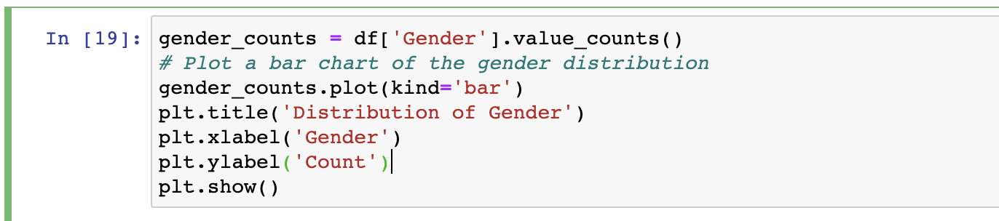 In [19]: gender_counts = df['Gender'].value_counts()
# Plot a bar chart of the gender distribution
gender_counts.plot(kind='bar')
plt.title('Distribution of Gender')
plt.xlabel('Gender')
plt.ylabel('Count')
plt.show()